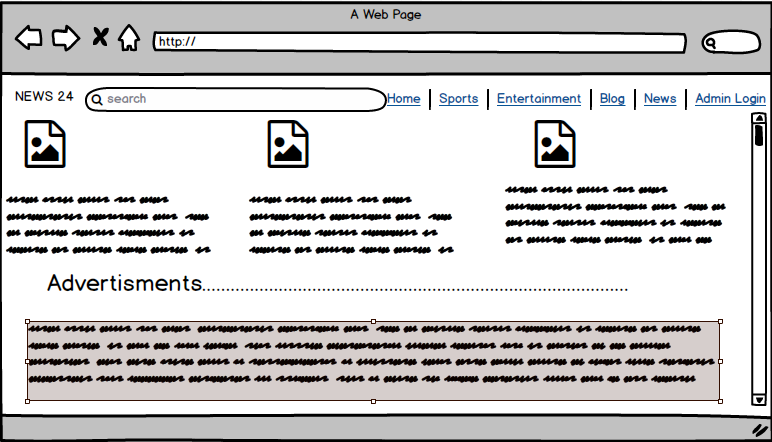 A Web Page
http://
NEWS 24 search Home Sports Entertainment Blog News Admin Login
Advertisments.........................................................................................